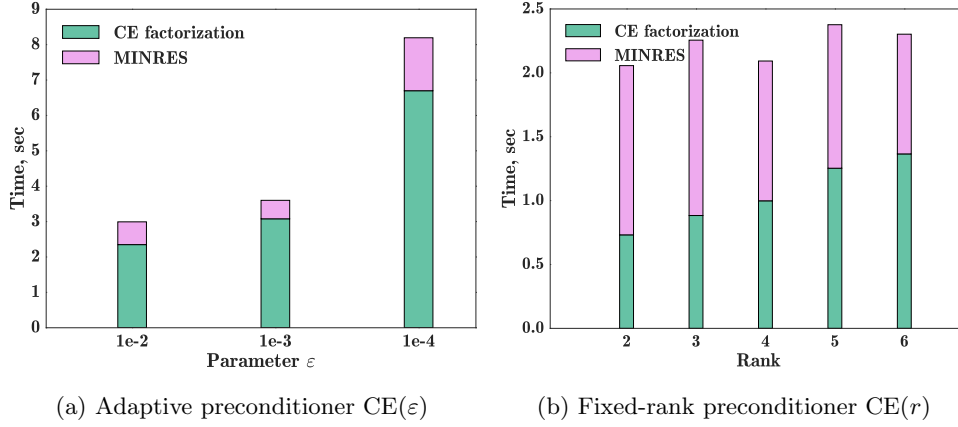 9
8
7
6
5
4
3
2
1
0
Time, sec
CE factorization
MINRES
1e-2
1e-3
1e-4
Parameter ε
(a) Adaptive preconditioner CE(ε)
2.5
2.0
1.5
1.0
0.5
0.0
Time, sec
CE factorization
MINRES
2
3
4
5
6
Rank
(b) Fixed-rank preconditioner CE(r)